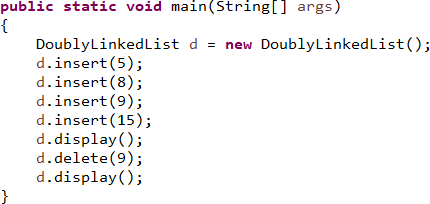 public static void main(String[] args)
{
    DoublyLinkedList d = new DoublyLinkedList();
    d.insert(5);
    d.insert(8);
    d.insert(9);
    d.insert(15);
    d.display();
    d.delete(9);
    d.display();
}